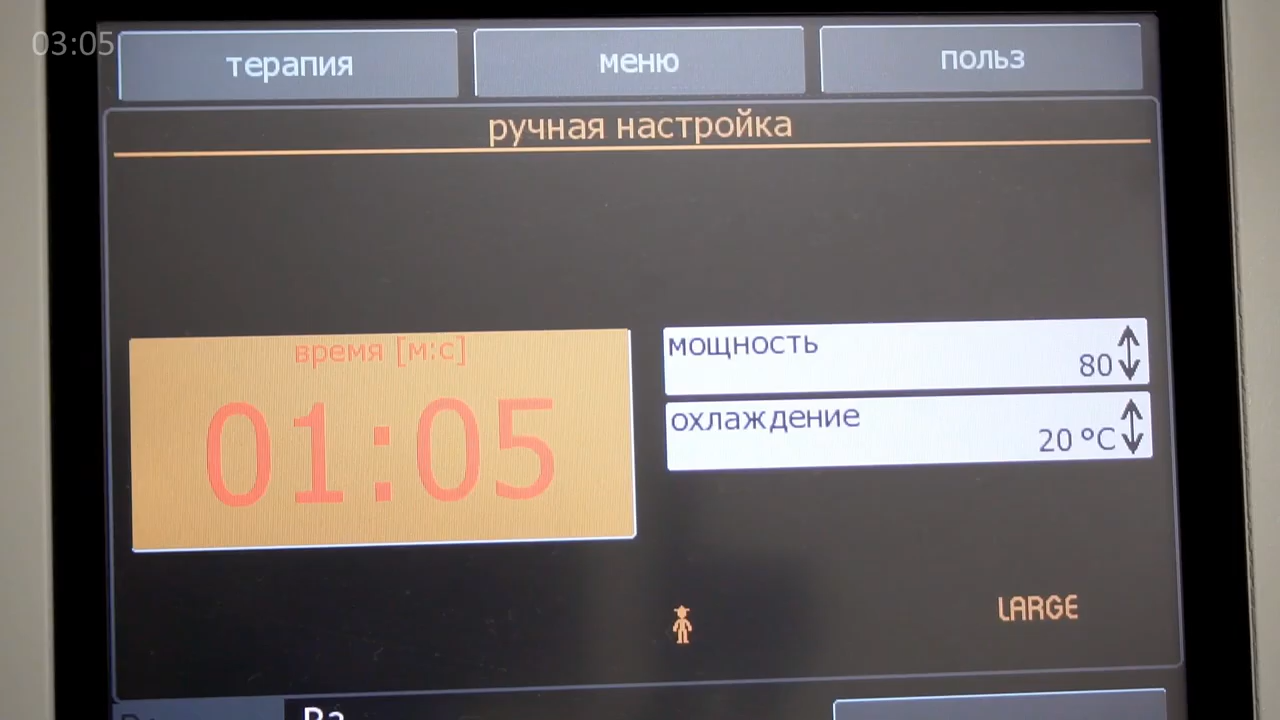 03:05
терапия
меню
польз
ручная настройка
время [м:с]
01:05
мощность
80
охлаждение
20 °C
LARGE